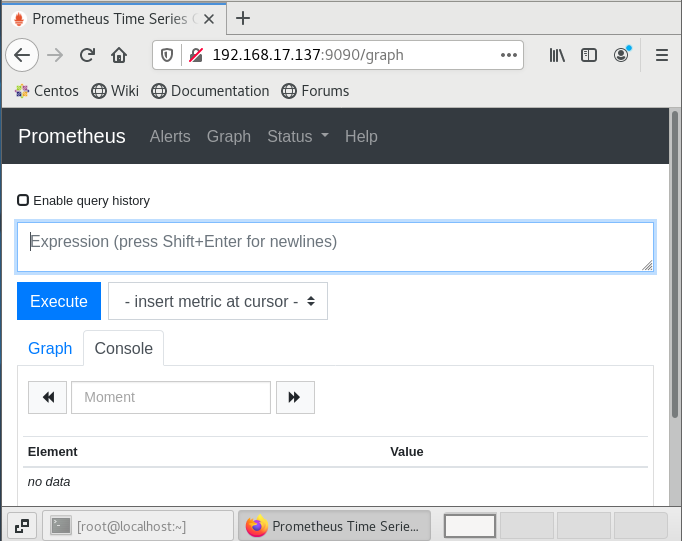 Prometheus Time Series
192.168.17.137:9090/graph
Centos Wiki Documentation Forums
Prometheus Alerts Graph Status Help
Enable query history
Expression (press Shift+Enter for newlines)
Execute - insert metric at cursor -
Graph Console
Moment
Element Value
no data
[root@localhost:~] Prometheus Time Serie...